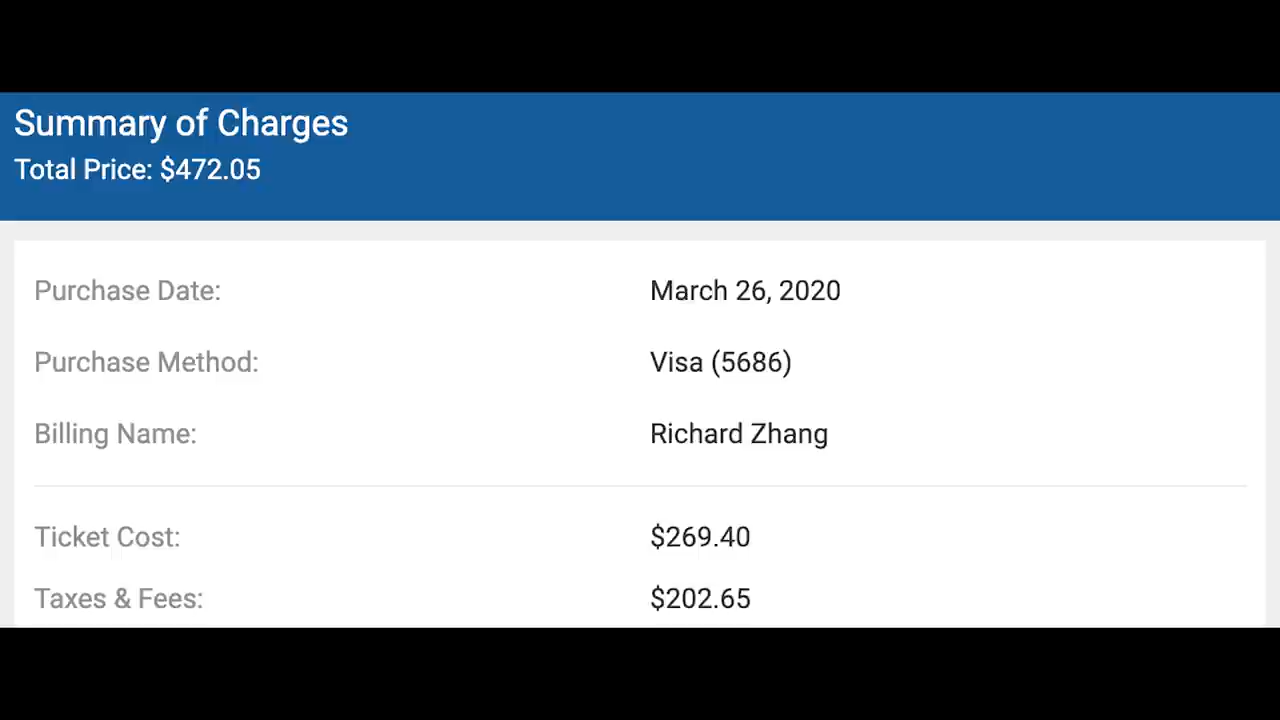 Summary of Charges
Total Price: $472.05
Purchase Date: March 26, 2020
Purchase Method: Visa (5686)
Billing Name: Richard Zhang
Ticket Cost: $269.40
Taxes & Fees: $202.65